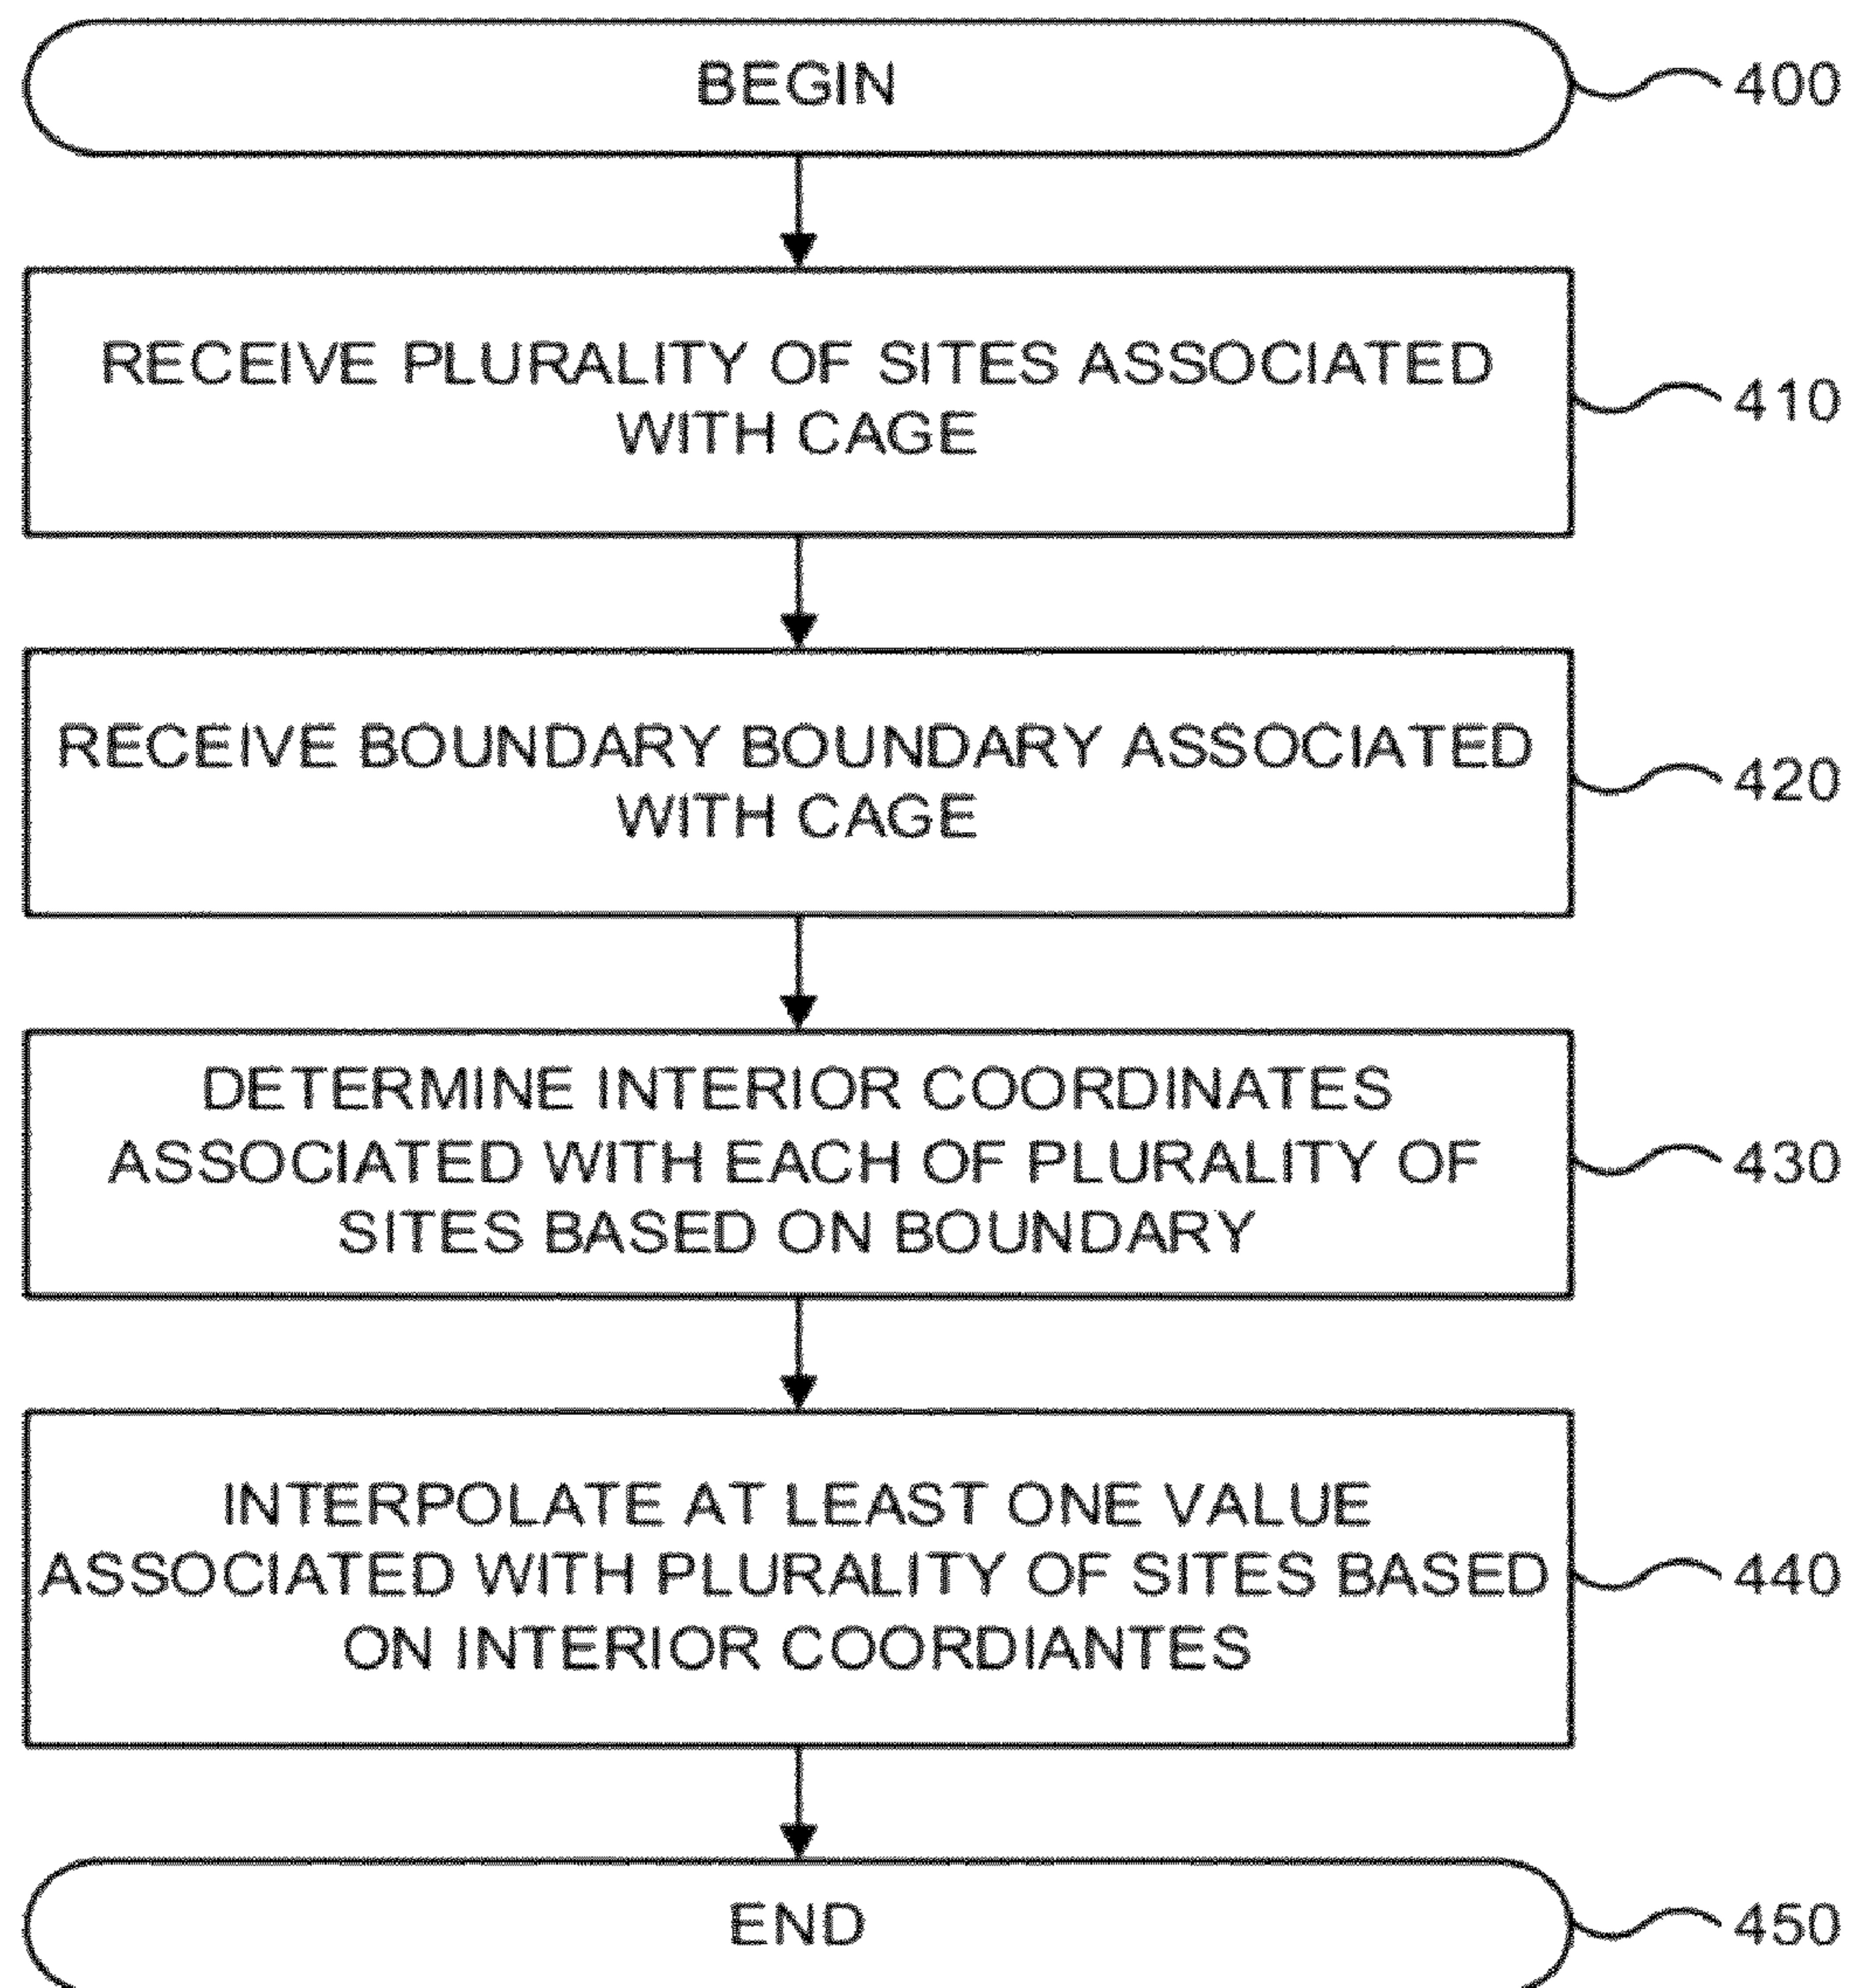 BEGIN
400
RECEIVE PLURALITY OF SITES ASSOCIATED
WITH CAGE
410
RECEIVE BOUNDARY BOUNDARY ASSOCIATED
WITH CAGE
420
DETERMINE INTERIOR COORDINATES
ASSOCIATED WITH EACH OF PLURALITY OF
SITES BASED ON BOUNDARY
430
INTERPOLATE AT LEAST ONE VALUE
ASSOCIATED WITH PLURALITY OF SITES BASED
ON INTERIOR COORDIANTES
440
END
450